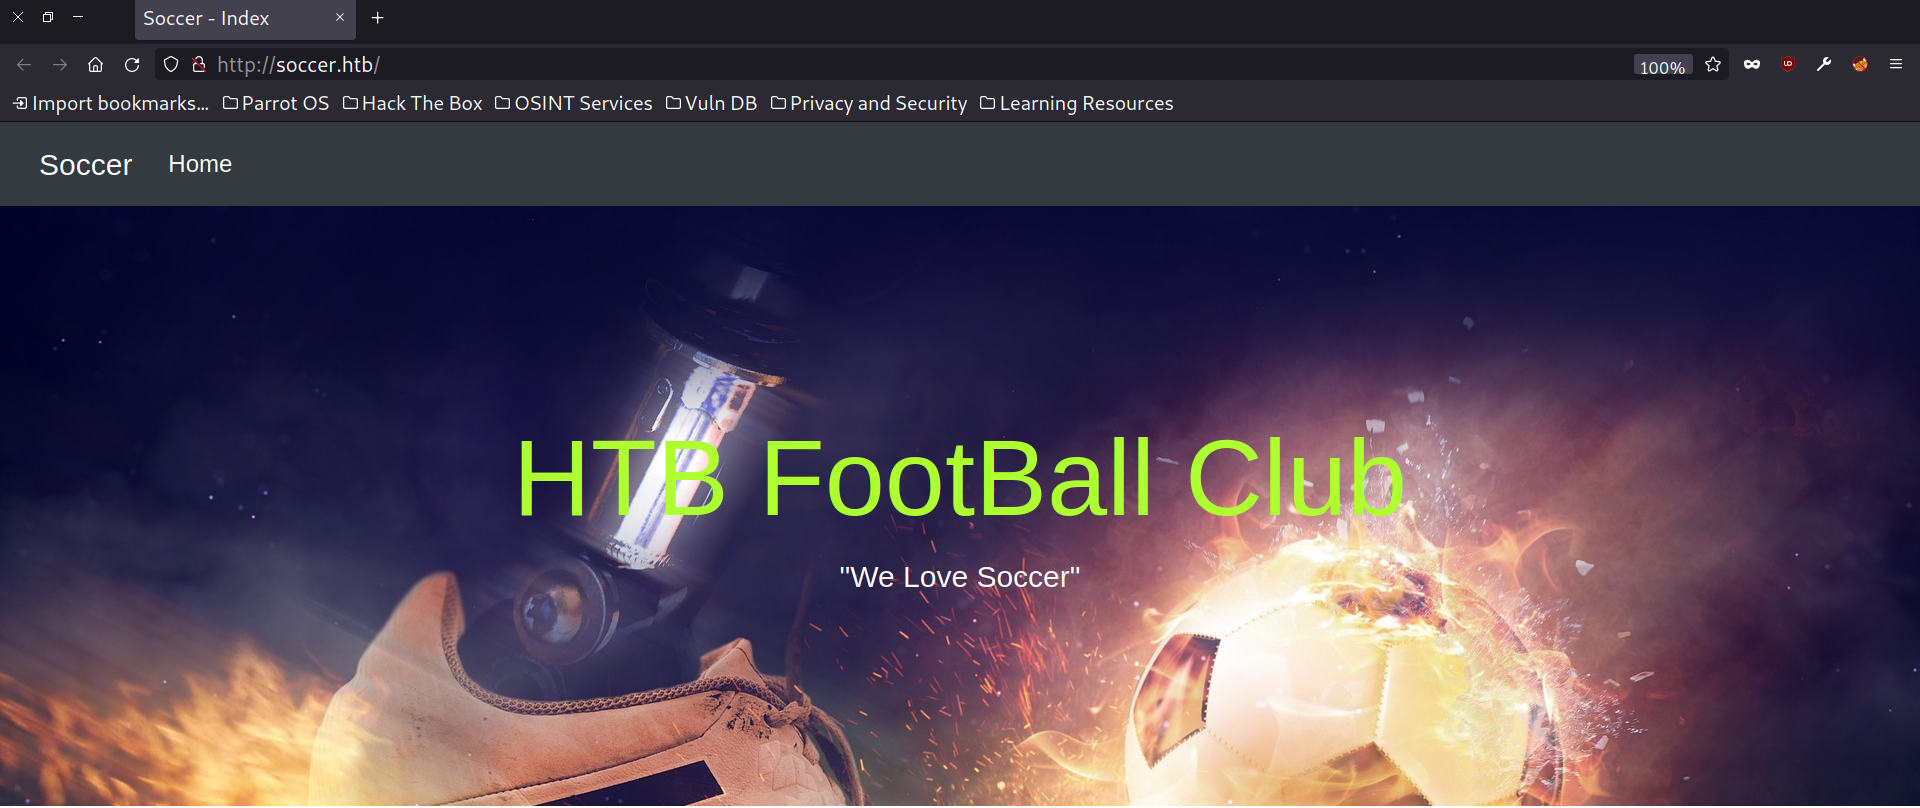 Soccer - Index
http://soccer.htb/
100%
Import bookmarks... Parrot OS Hack The Box OSINT Services Vuln DB Privacy and Security Learning Resources
Soccer Home
HTB FootBall Club
"We Love Soccer"